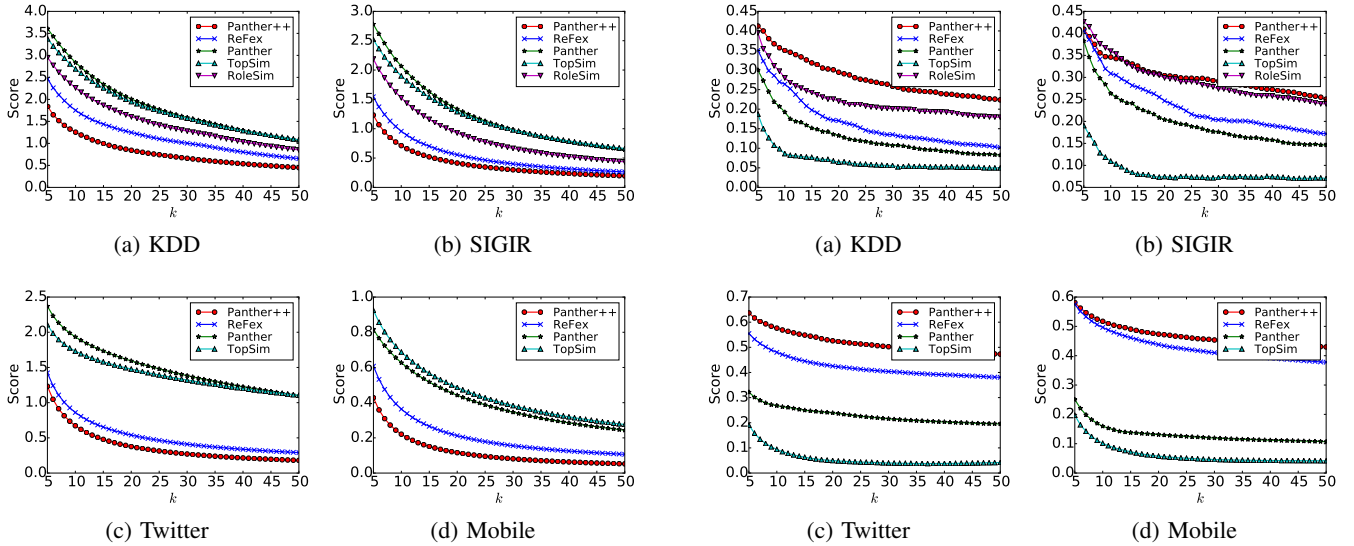 4.0
3.5
3.0
2.5
2.0
1.5
1.0
0.5
0.0
Score
5 10 15 20 25 30 35 40 45 50
k
Panther++
ReFex
Panther
TopSim
RoleSim
(a) KDD
3.0
2.5
2.0
1.5
1.0
0.5
0.0
Score
5 10 15 20 25 30 35 40 45 50
k
Panther++
ReFex
Panther
TopSim
RoleSim
(b) SIGIR
0.45
0.40
0.35
0.30
0.25
0.20
0.15
0.10
0.05
0.00
Score
5 10 15 20 25 30 35 40 45 50
k
Panther++
ReFex
Panther
TopSim
RoleSim
(a) KDD
0.45
0.40
0.35
0.30
0.25
0.20
0.15
0.10
0.05
Score
5 10 15 20 25 30 35 40 45 50
k
Panther++
ReFex
Panther
TopSim
RoleSim
(b) SIGIR
2.5
2.0
1.5
1.0
0.5
0.0
Score
5 10 15 20 25 30 35 40 45 50
k
Panther++
ReFex
Panther
TopSim
(c) Twitter
1.0
0.8
0.6
0.4
0.2
0.0
Score
5 10 15 20 25 30 35 40 45 50
k
Panther++
ReFex
Panther
TopSim
(d) Mobile
0.7
0.6
0.5
0.4
0.3
0.2
0.1
0.0
Score
5 10 15 20 25 30 35 40 45 50
k
Panther++
ReFex
Panther
TopSim
(c) Twitter
0.6
0.5
0.4
0.3
0.2
0.1
0.0
Score
5 10 15 20 25 30 35 40 45 50
k
Panther++
ReFex
Panther
TopSim
(d) Mobile